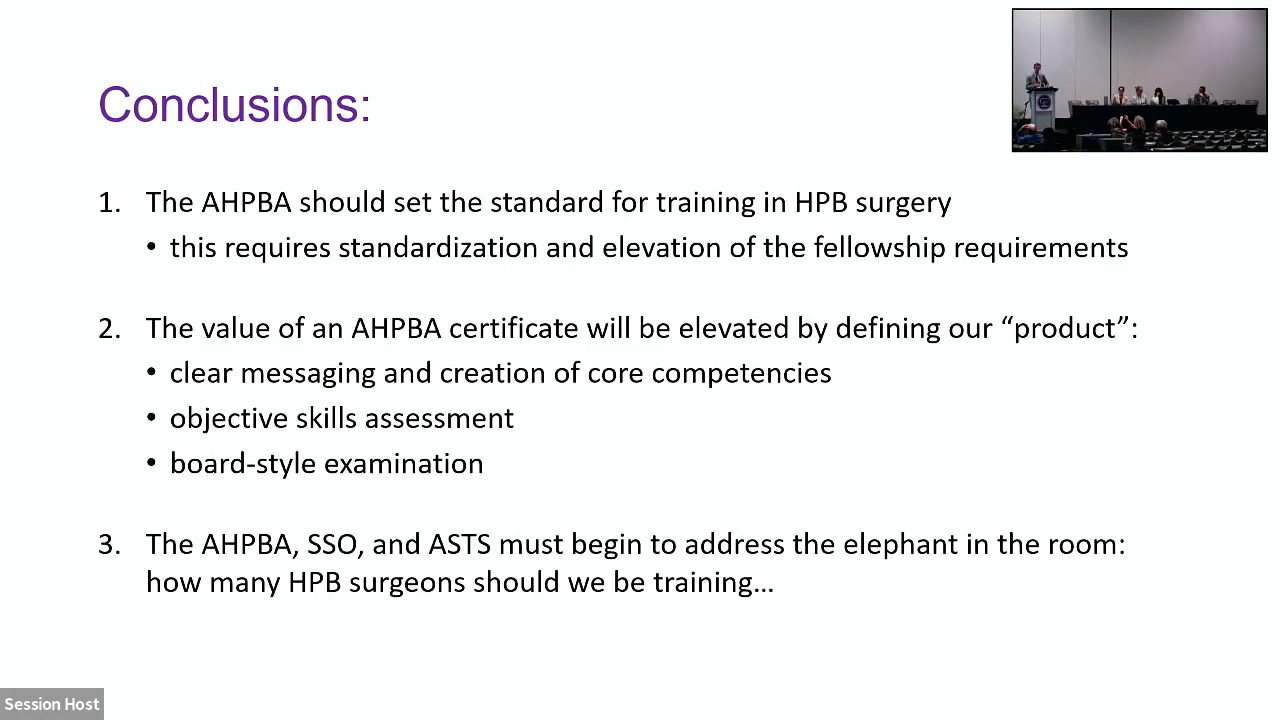 Conclusions:
1. The AHPBA should set the standard for training in HPB surgery
• this requires standardization and elevation of the fellowship requirements
2. The value of an AHPBA certificate will be elevated by defining our “product”:
• clear messaging and creation of core competencies
• objective skills assessment
• board-style examination
3. The AHPBA, SSO, and ASTS must begin to address the elephant in the room:
how many HPB surgeons should we be training…
Session Host